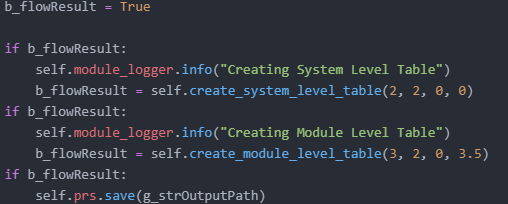 b_flowResult = True
if b_flowResult:
    self.module_logger.info("Creating System Level Table")
    b_flowResult = self.create_system_level_table(2, 2, 0, 0)
if b_flowResult:
    self.module_logger.info("Creating Module Level Table")
    b_flowResult = self.create_module_level_table(3, 2, 0, 3.5)
if b_flowResult:
    self.prs.save(g_strOutputPath)